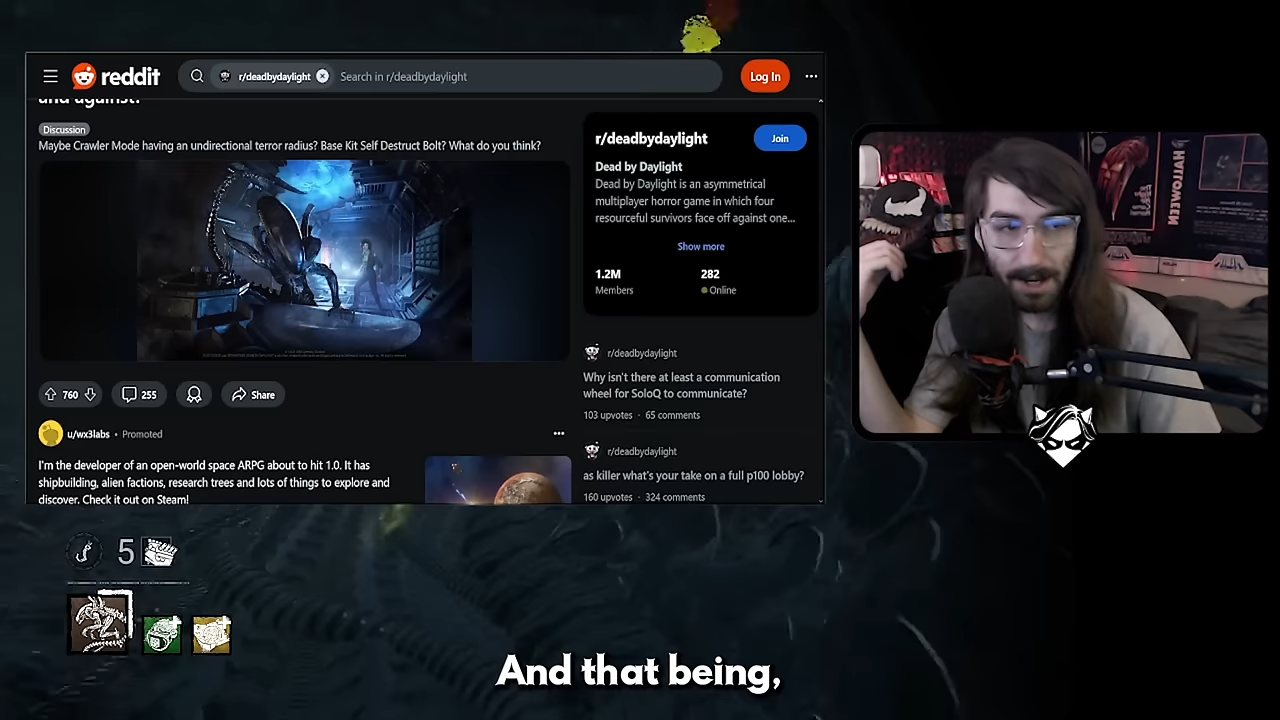 reddit
r/deadbydaylight
Search in r/deadbydaylight
Log In
and against?
Discussion
Maybe Crawler Mode having an undirectional terror radius? Base Kit Self Destruct Bolt? What do you think?
760
255
Share
u/wx3labs • Promoted
I'm the developer of an open-world space ARPG about to hit 1.0. It has
shipbuilding, alien factions, research trees and lots of things to explore and
discover. Check it out on Steam!
r/deadbydaylight
Join
Dead by Daylight
Dead by Daylight is an asymmetrical
multiplayer horror game in which four
resourceful survivors face off against one...
Show more
1.2M
282
Members
Online
r/deadbydaylight
Why isn't there at least a communication
wheel for SoloQ to communicate?
103 upvotes · 65 comments
r/deadbydaylight
as killer what's your take on a full p100 lobby?
160 upvotes · 324 comments
HALLOWEEN
5
And that being,